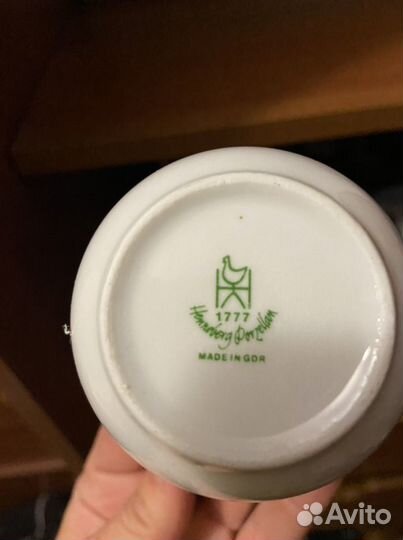 1777
Henneberg Porzellan
MADE IN GDR
Avito